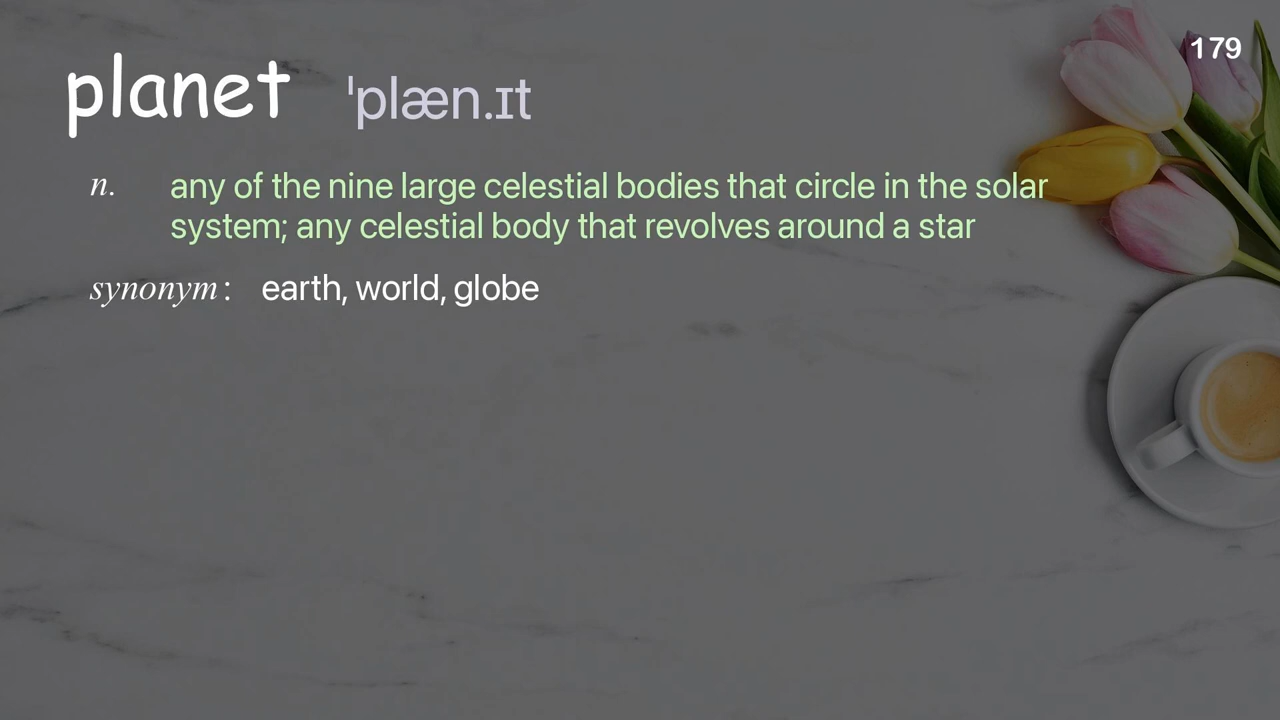 179
planet ˈplæn.ɪt
n. any of the nine large celestial bodies that circle in the solar
system; any celestial body that revolves around a star
synonym: earth, world, globe